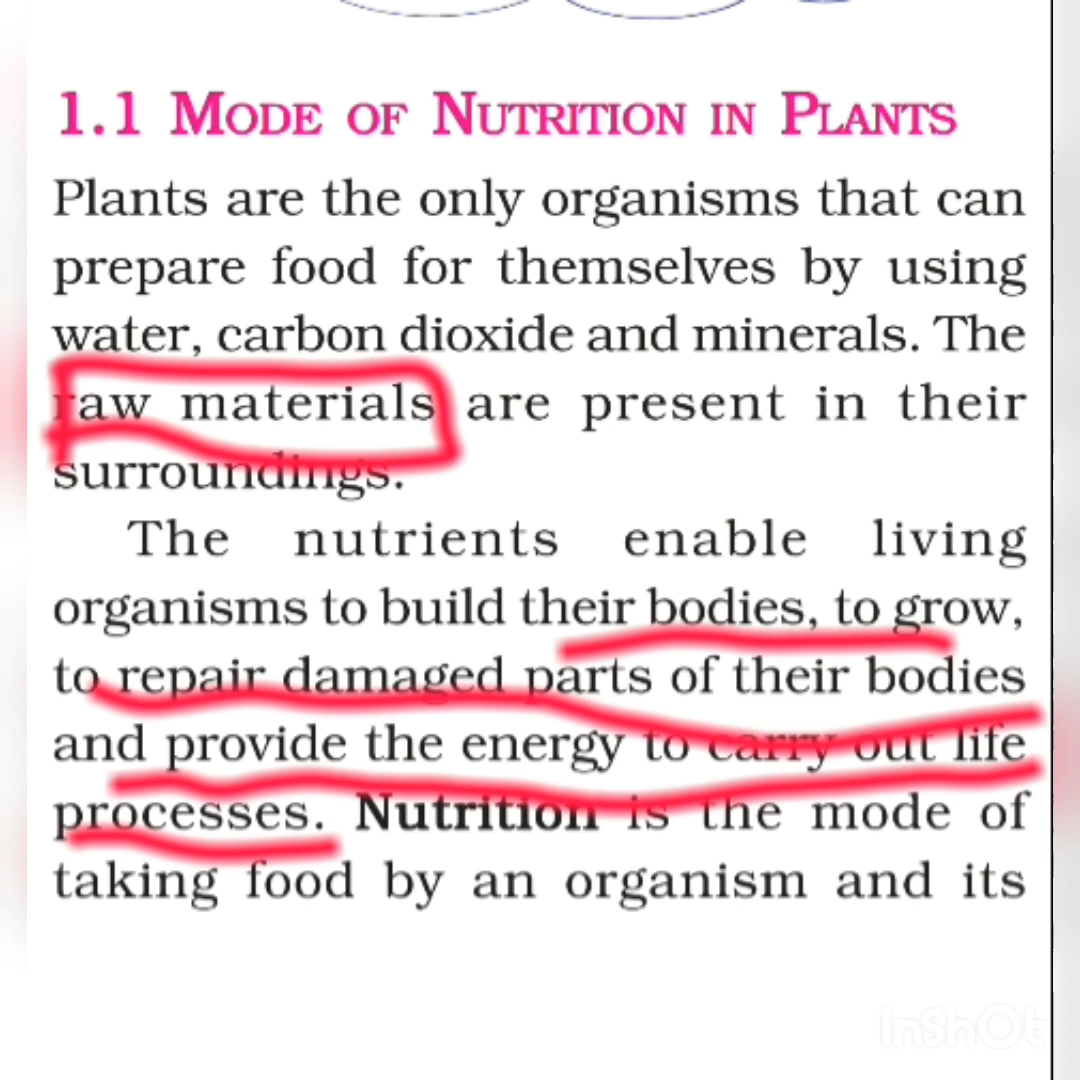 1.1 MODE OF NUTRITION IN PLANTS
Plants are the only organisms that can
prepare food for themselves by using
water, carbon dioxide and minerals. The
raw materials are present in their
surroundings.
The nutrients enable living
organisms to build their bodies, to grow,
to repair damaged parts of their bodies
and provide the energy to carry out life
processes. Nutrition is the mode of
taking food by an organism and its
InShOt